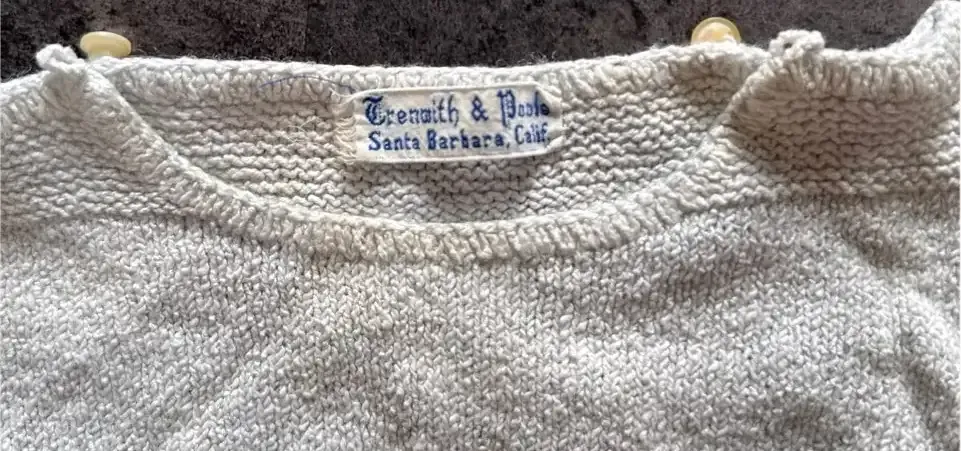 Trenwith & Poole
Santa Barbara, Calif.